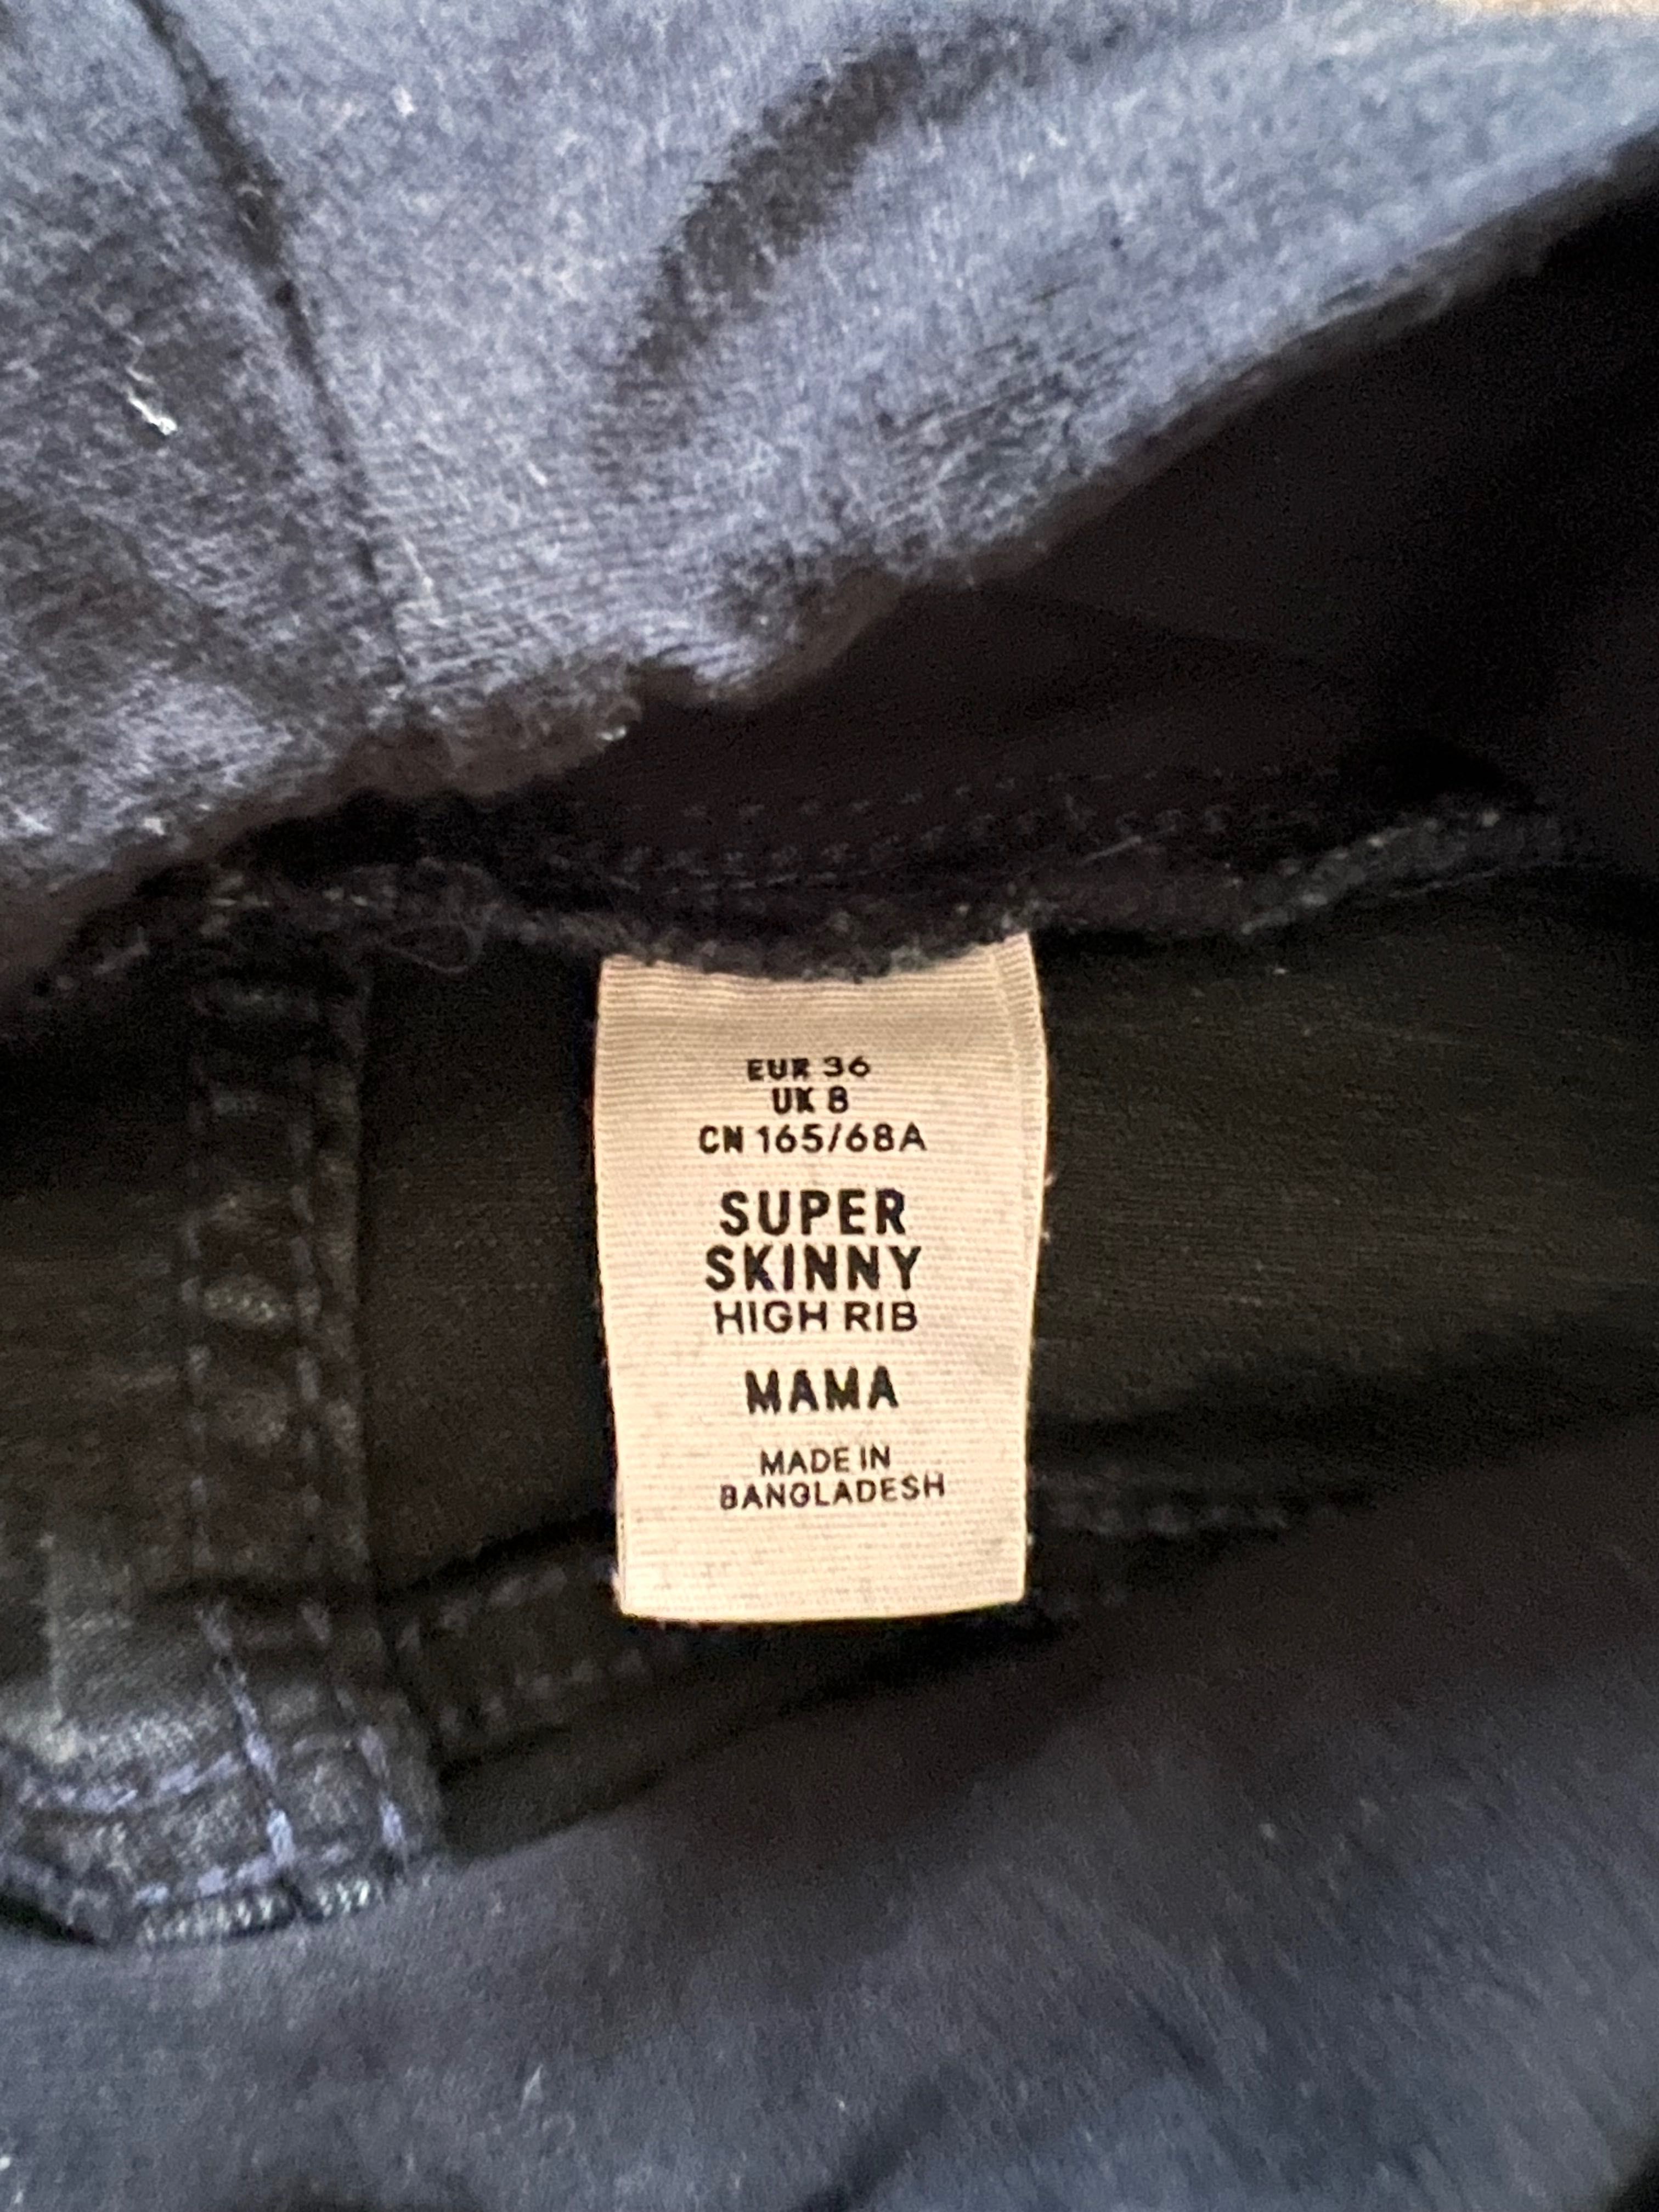 EUR 36
UK 8
CN 165/68A
SUPER
SKINNY
HIGH RIB
MAMA
MADE IN
BANGLADESH